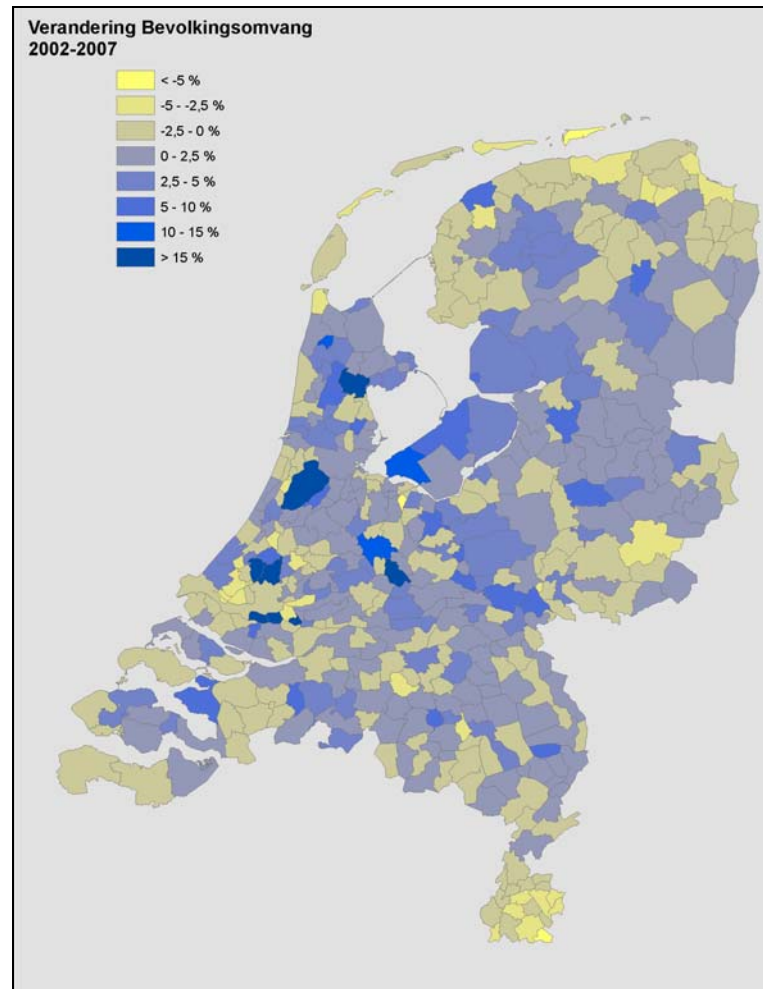 Verandering Bevolkingsomvang
2002-2007
< -5 %
-5 - -2,5 %
-2,5 - 0 %
0 - 2,5 %
2,5 - 5 %
5 - 10 %
10 - 15 %
> 15 %